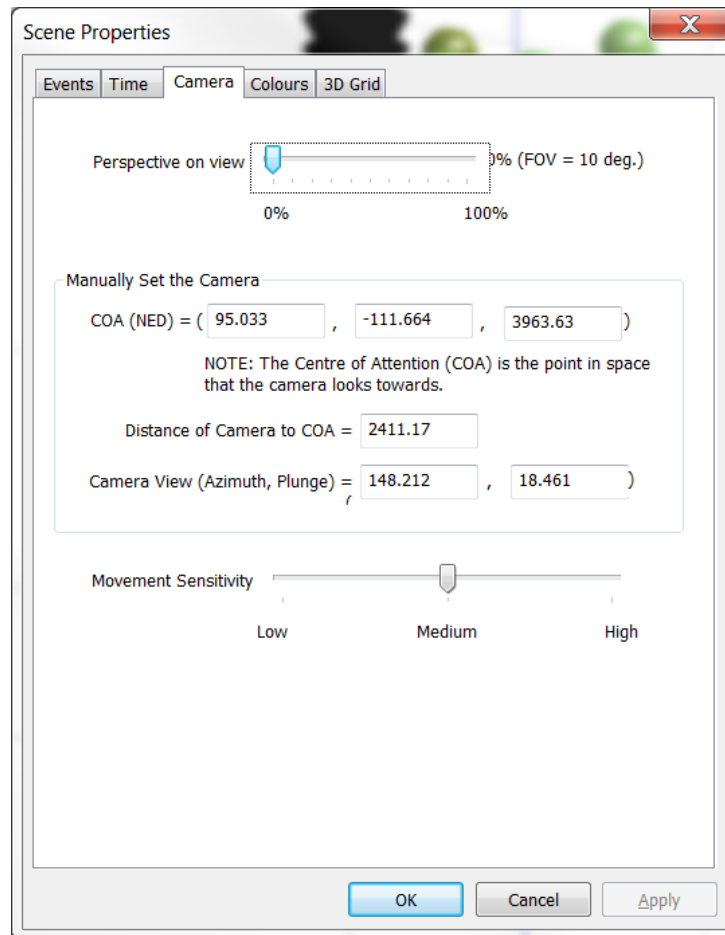 Scene Properties
Events Time Camera Colours 3D Grid
Perspective on view 0% (FOV = 10 deg.)
0% 100%
Manually Set the Camera
COA (NED) = ( 95.033 , -111.664 , 3963.63 )
NOTE: The Centre of Attention (COA) is the point in space
that the camera looks towards.
Distance of Camera to COA = 2411.17
Camera View (Azimuth, Plunge) = ( 148.212 , 18.461 )
Movement Sensitivity
Low Medium High
OK Cancel Apply